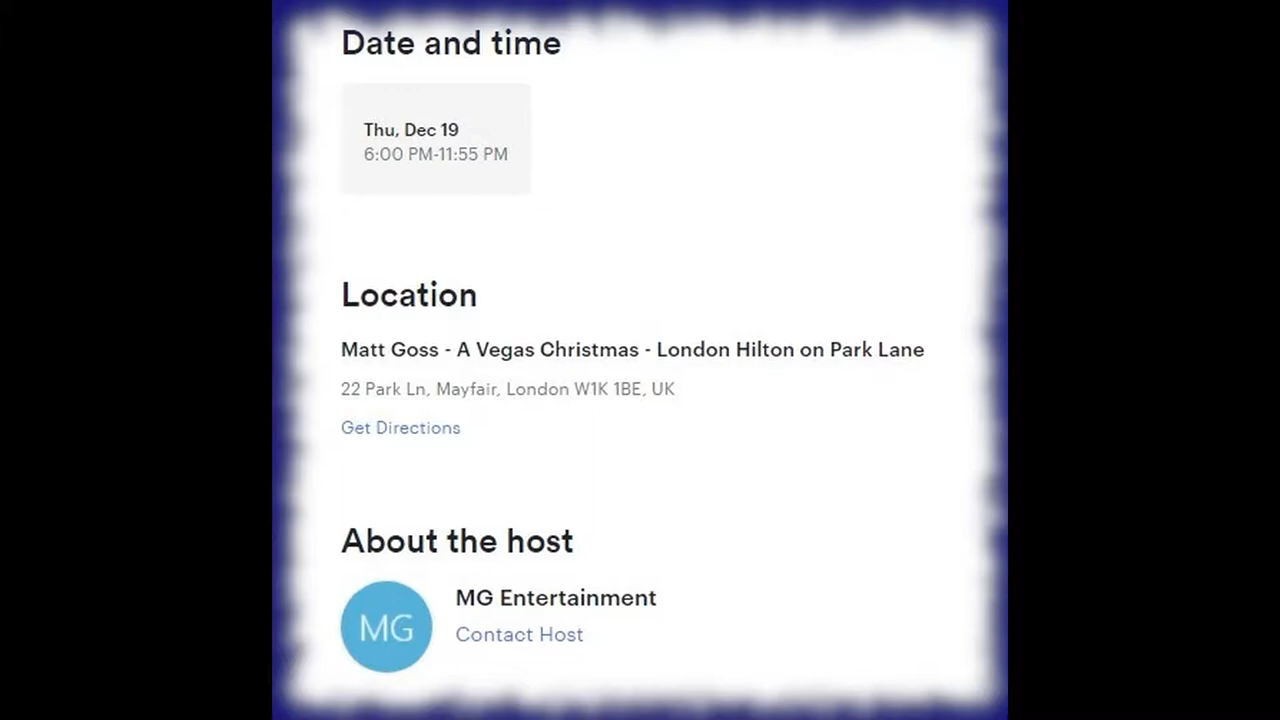 Date and time
Thu, Dec 19
6:00 PM-11:55 PM
Location
Matt Goss - A Vegas Christmas - London Hilton on Park Lane
22 Park Ln, Mayfair, London W1K 1BE, UK
Get Directions
About the host
MG
MG Entertainment
Contact Host